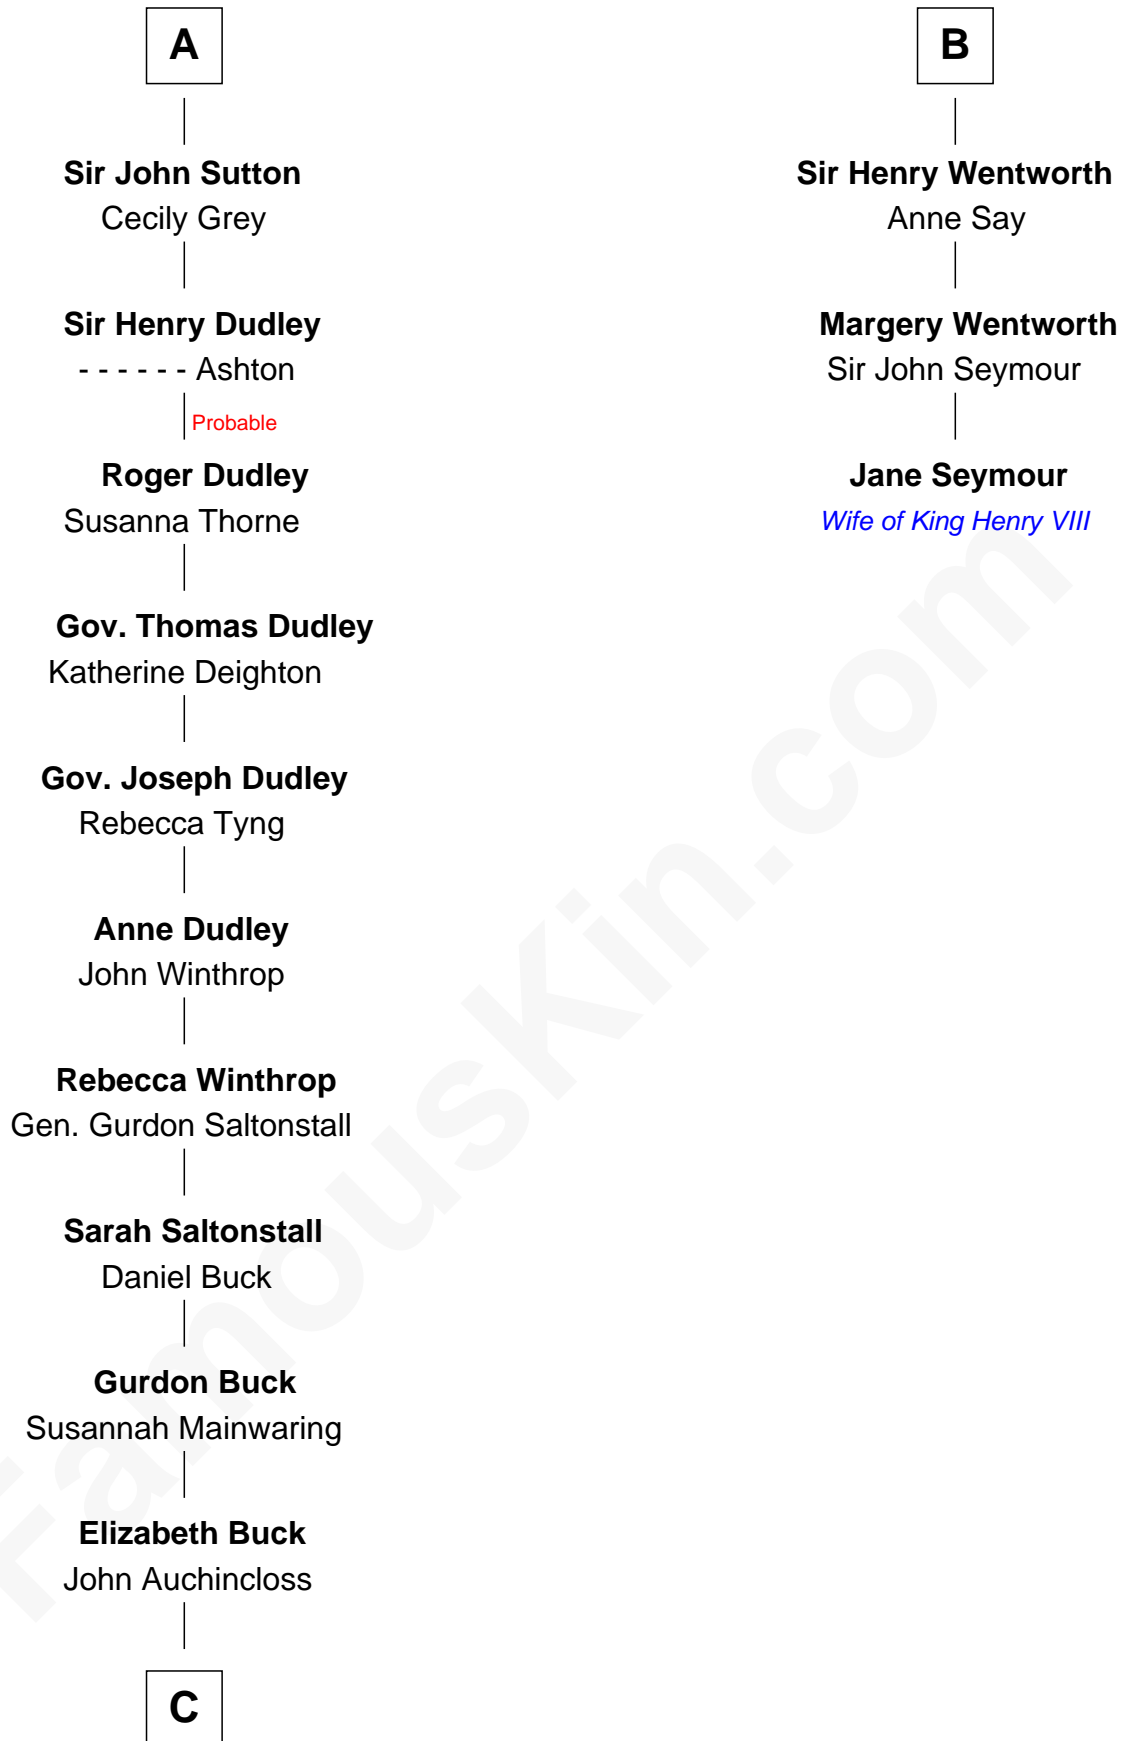 A
Sir John Sutton
Cecily Grey
Sir Henry Dudley
- - - - - - Ashton
Probable
Roger Dudley
Susanna Thorne
Gov. Thomas Dudley
Katherine Deighton
Gov. Joseph Dudley
Rebecca Tyng
Anne Dudley
John Winthrop
Rebecca Winthrop
Gen. Gurdon Saltonstall
Sarah Saltonstall
Daniel Buck
Gurdon Buck
Susannah Mainwaring
Elizabeth Buck
John Auchincloss
C
B
Sir Henry Wentworth
Anne Say
Margery Wentworth
Sir John Seymour
Jane Seymour
Wife of King Henry VIII
FamousKin.com